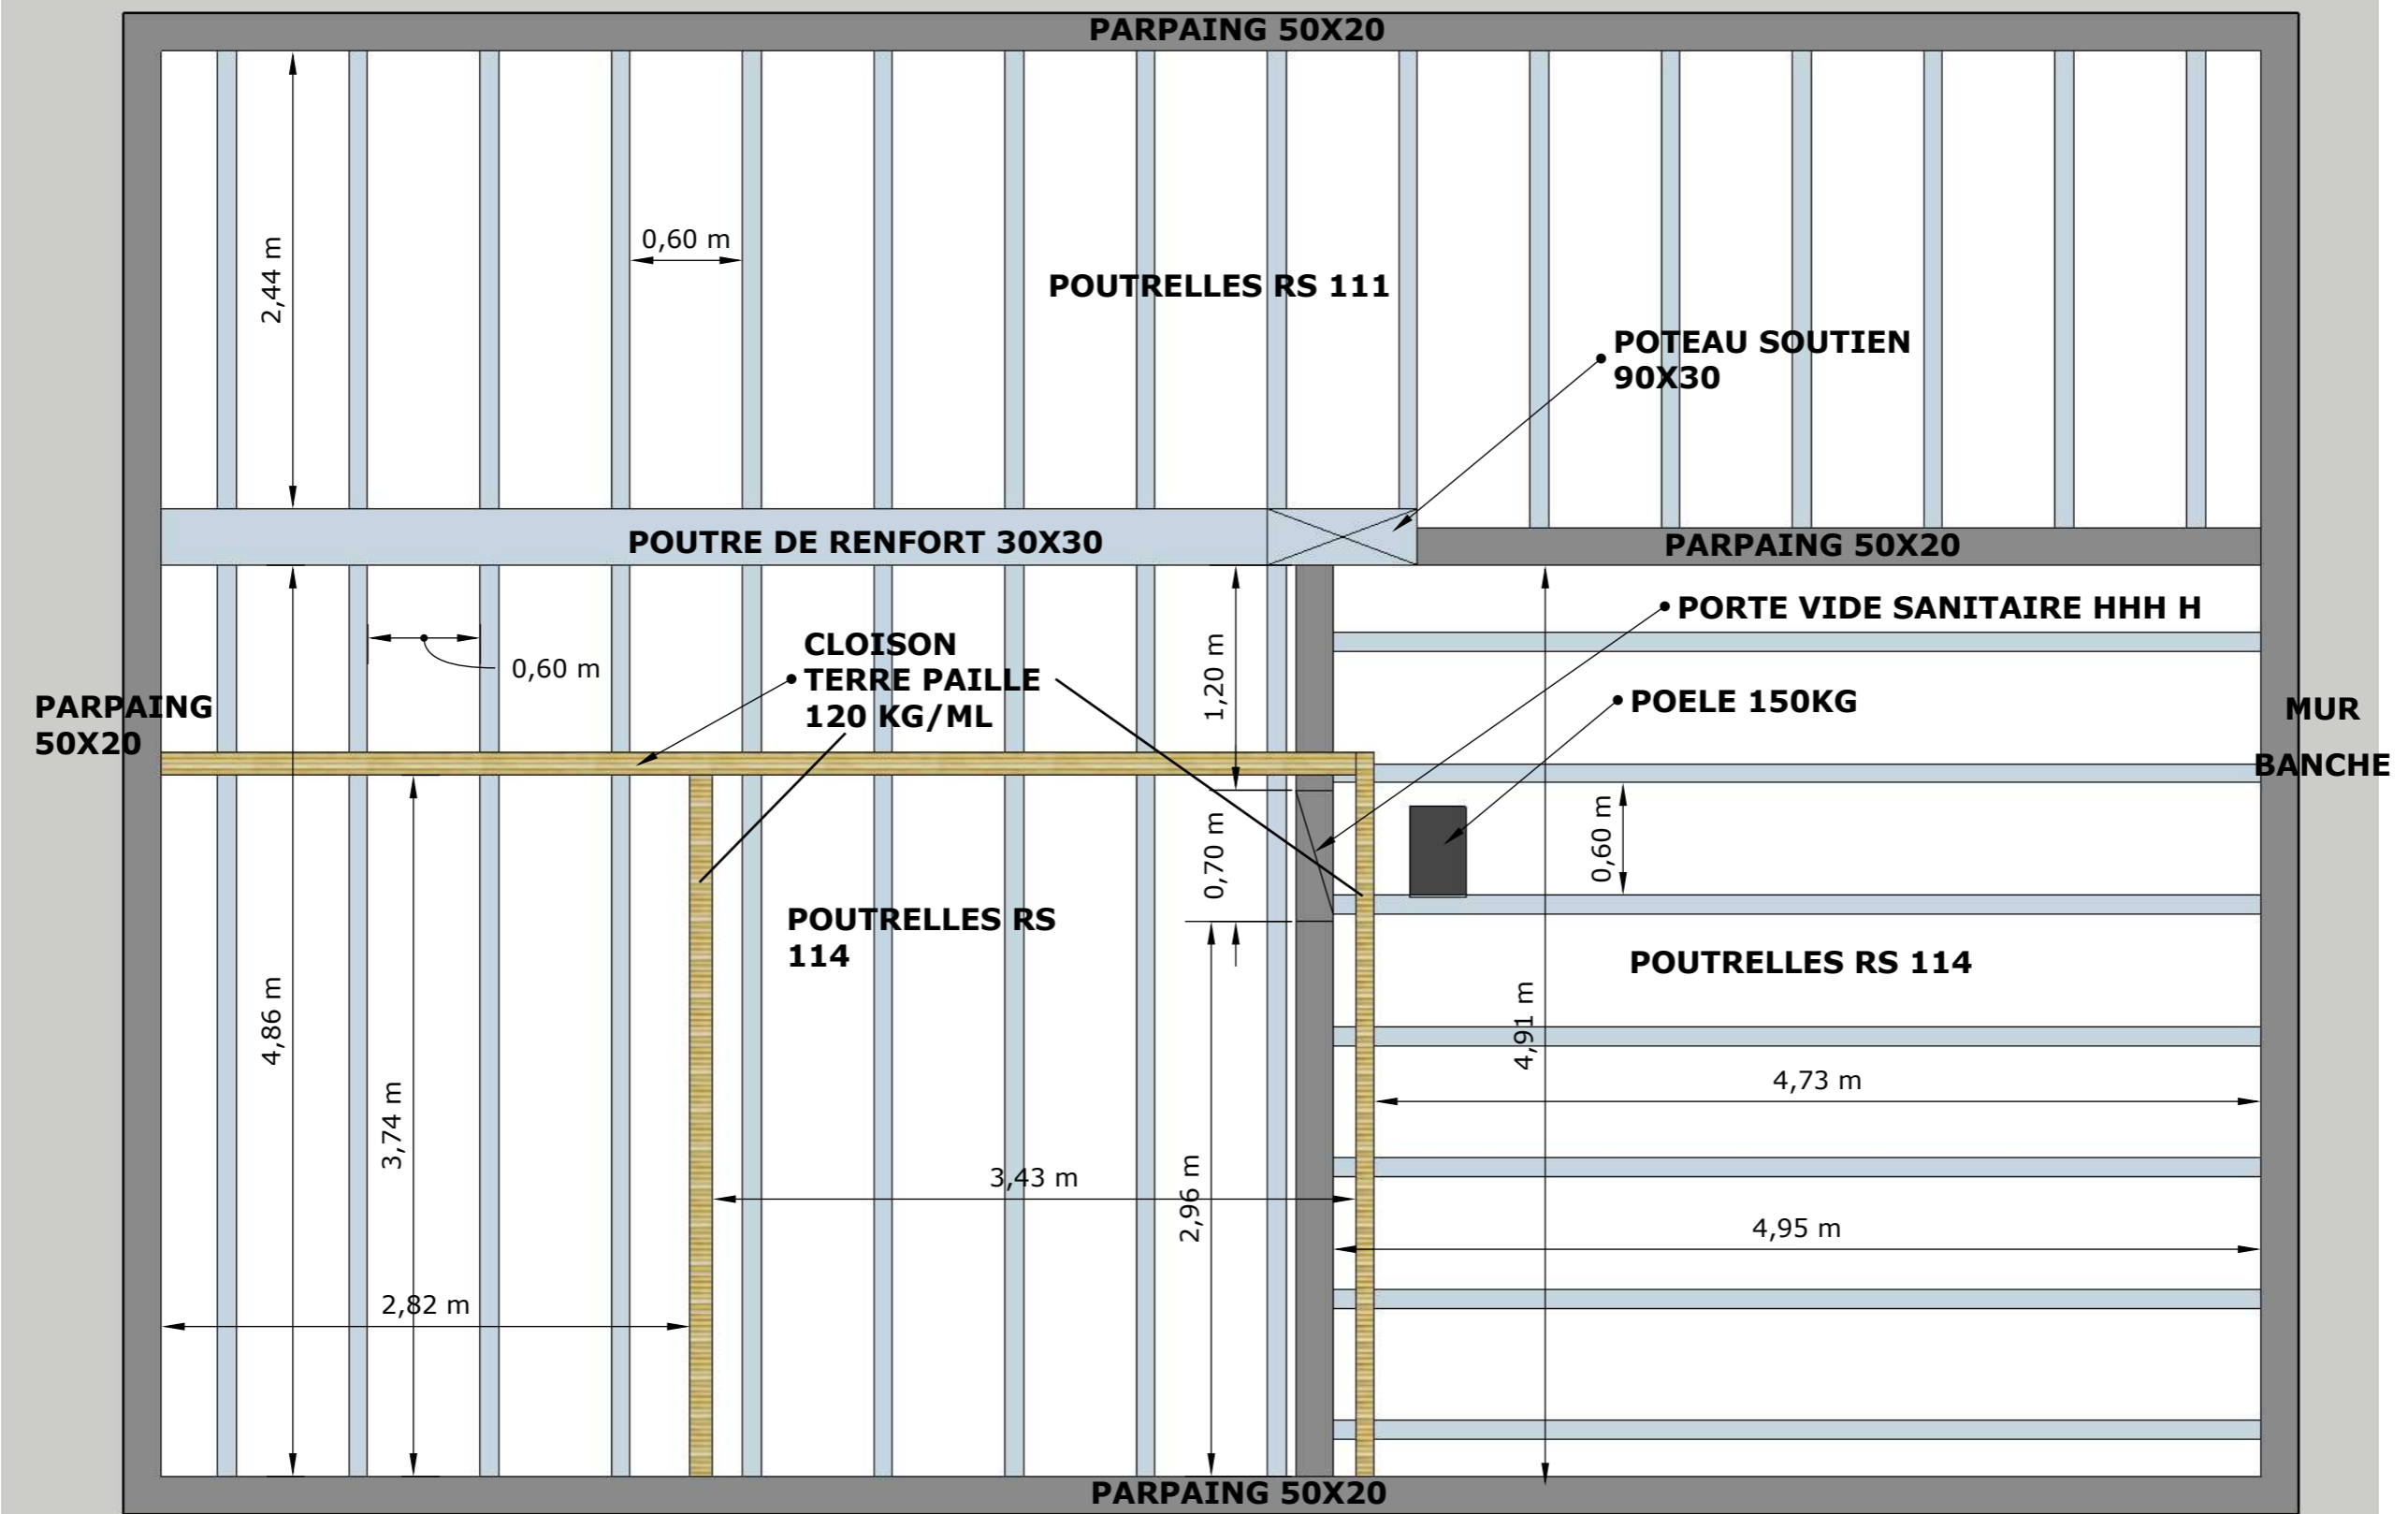 PARPAING 50X20
0,60 m
2,44 m
POUTRELLES RS 111
POTEAU SOUTIEN
90X30
POUTRE DE RENFORT 30X30
PARPAING 50X20
PORTE VIDE SANITAIRE HHH H
CLOISON
TERRE PAILLE
120 KG/ML
0,60 m
1,20 m
POELE 150KG
PARPAING
50X20
MUR
BANCHE
0,70 m
0,60 m
POUTRELLES RS
114
POUTRELLES RS 114
4,86 m
4,91 m
4,73 m
3,74 m
3,43 m
2,96 m
4,95 m
2,82 m
PARPAING 50X20